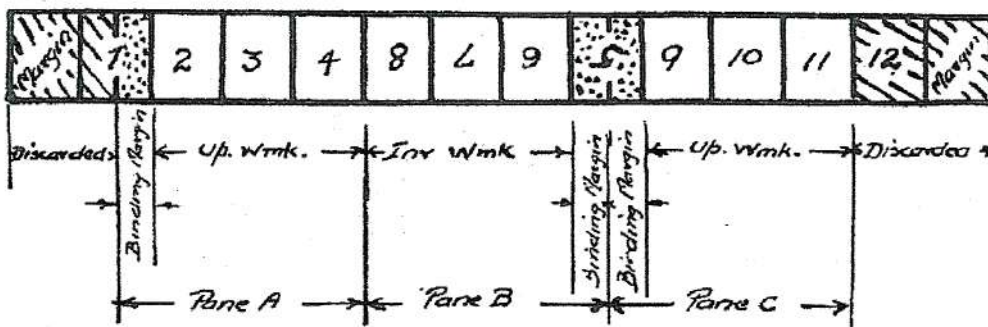 Margin 1 2 3 4 8 7 6 5 9 10 11 12 Margin
Discarded Binding Margin Up. Wmk. Inv Wmk Binding Margin Binding Margin Up. Wmk. Discarded
Pane A Pane B Pane C